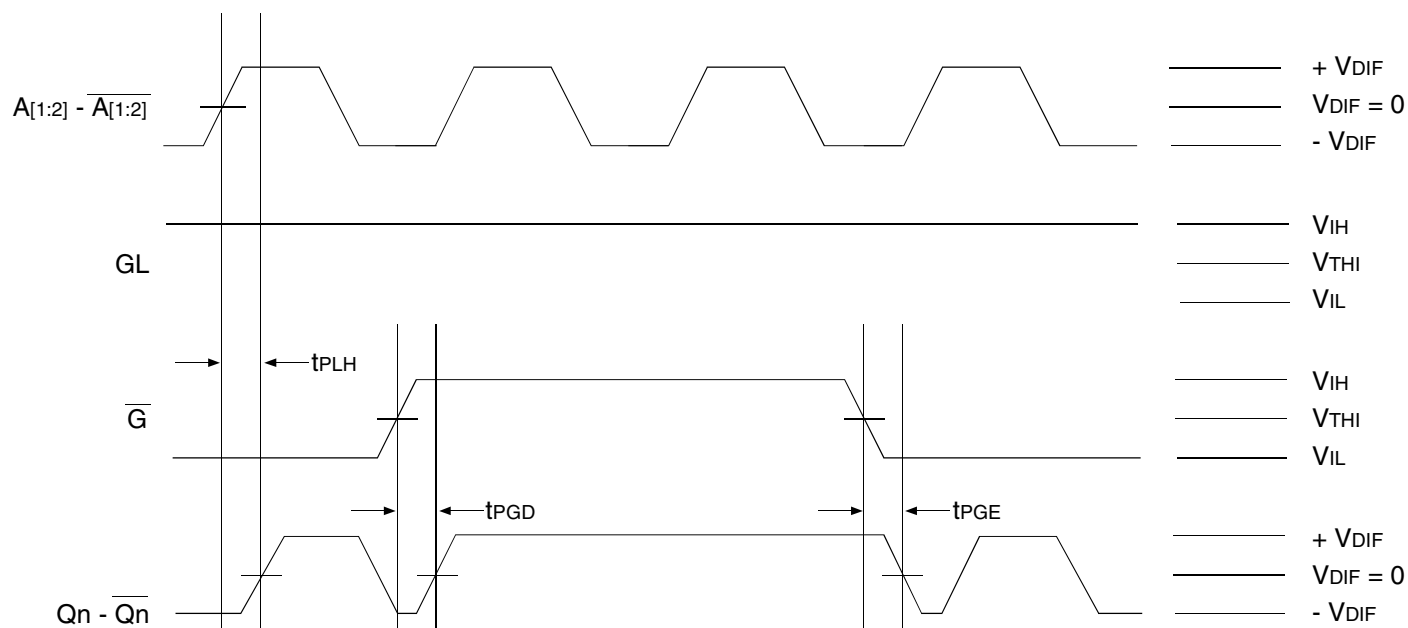 + VDIF
A[1:2] - A[1:2]
VDIF = 0
- VDIF
VIH
GL
VTHI
VIL
tPLH
VIH
G
VTHI
VIL
tPGD
tPGE
+ VDIF
VDIF = 0
Qn - Qn
- VDIF